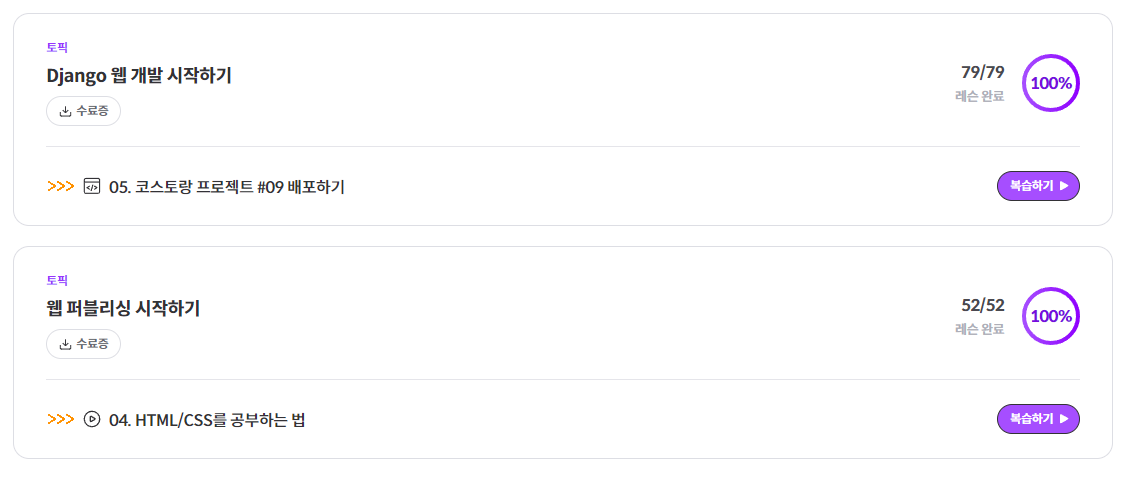 토픽
Django 웹 개발 시작하기
79/79
레슨 완료
100%
수료증
>>> 05. 코스토랑 프로젝트 #09 배포하기
복습하기
토픽
웹 퍼블리싱 시작하기
52/52
레슨 완료
100%
수료증
>>> 04. HTML/CSS를 공부하는 법
복습하기